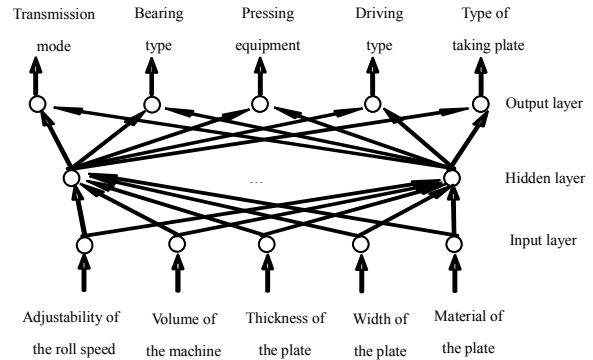 Transmission Bearing Pressing Driving Type of
mode type equipment type taking plate
Output layer
...
Hidden layer
Input layer
Adjustability of Volume of Thickness of Width of Material of
the roll speed the machine the plate the plate the plate